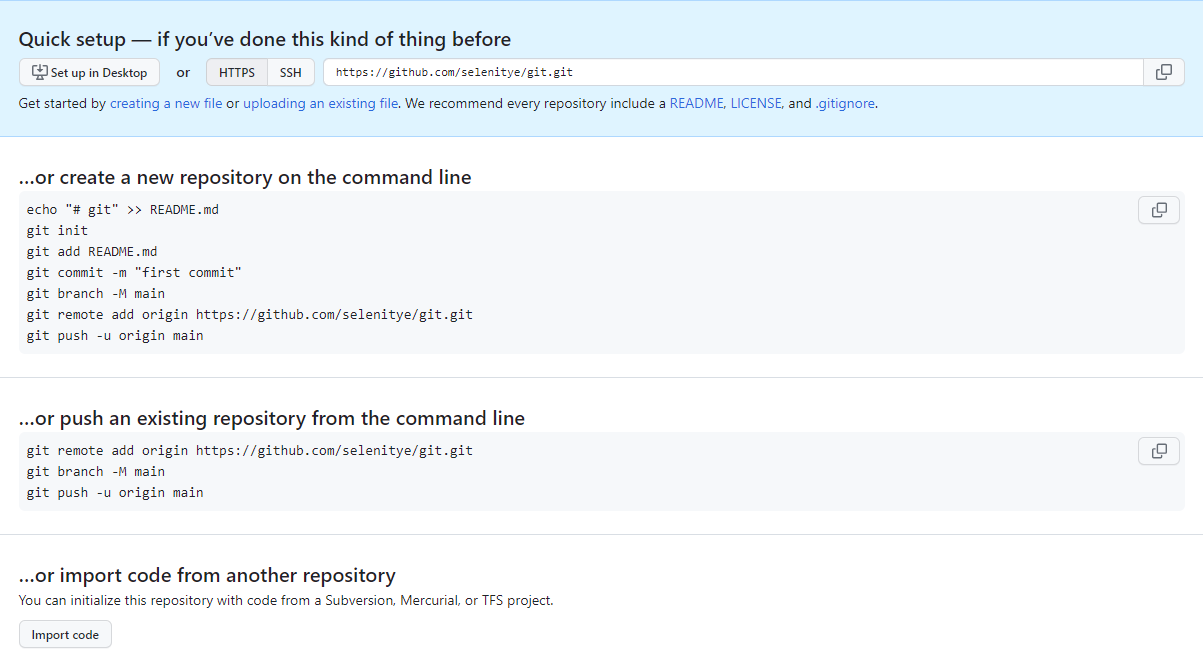 Quick setup — if you’ve done this kind of thing before
Set up in Desktop or HTTPS SSH https://github.com/selenitye/git.git
Get started by creating a new file or uploading an existing file. We recommend every repository include a README, LICENSE, and .gitignore.
…or create a new repository on the command line
echo "# git" >> README.md
git init
git add README.md
git commit -m "first commit"
git branch -M main
git remote add origin https://github.com/selenitye/git.git
git push -u origin main
…or push an existing repository from the command line
git remote add origin https://github.com/selenitye/git.git
git branch -M main
git push -u origin main
…or import code from another repository
You can initialize this repository with code from a Subversion, Mercurial, or TFS project.
Import code